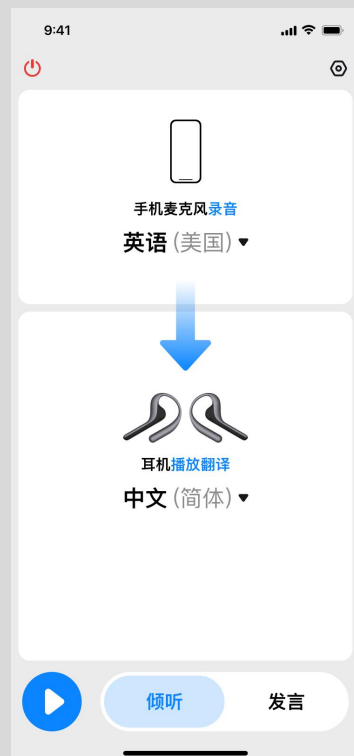 9:41
手机麦克风录音
英语(美国)
耳机播放翻译
中文(简体)
倾听
发言